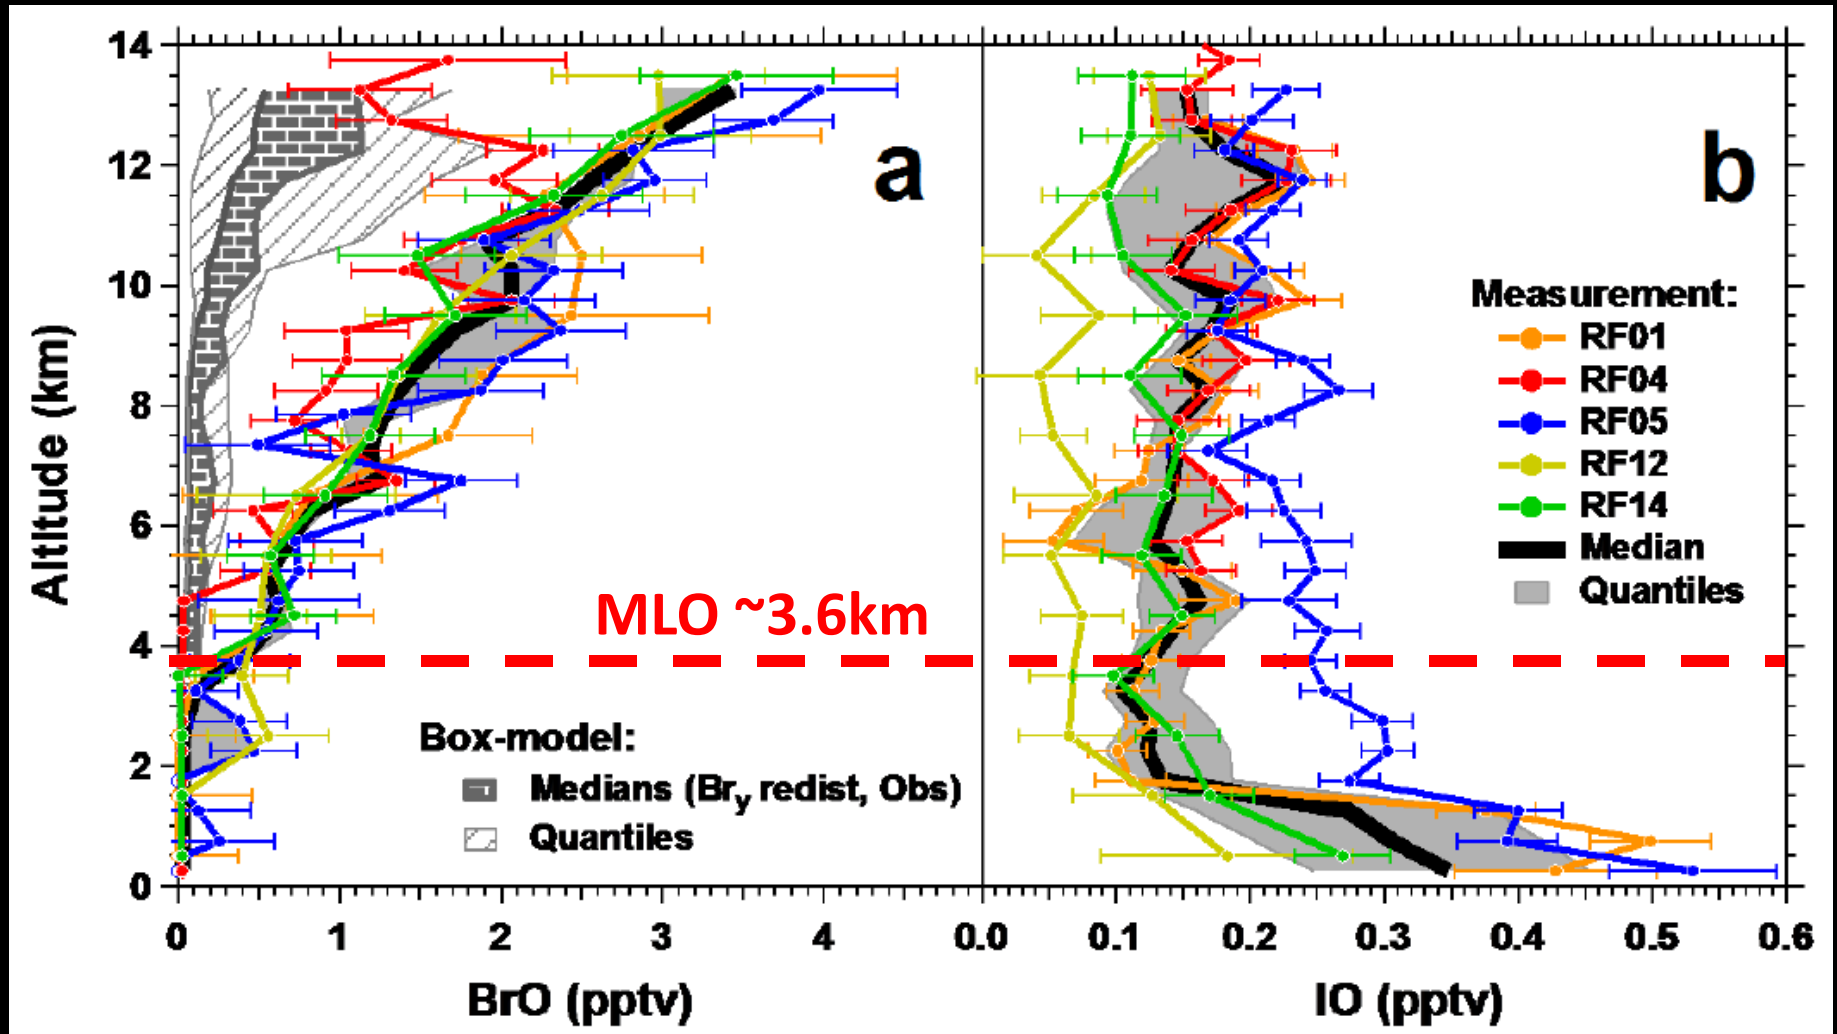 14
12
10
8
6
4
2
0
Altitude (km)
a
b
MLO ~3.6km
Box-model:
Medians (Bry redist, Obs)
Quantiles
Measurement:
RF01
RF04
RF05
RF12
RF14
Median
Quantiles
0 1 2 3 4
0.0 0.1 0.2 0.3 0.4 0.5 0.6
BrO (pptv)
IO (pptv)